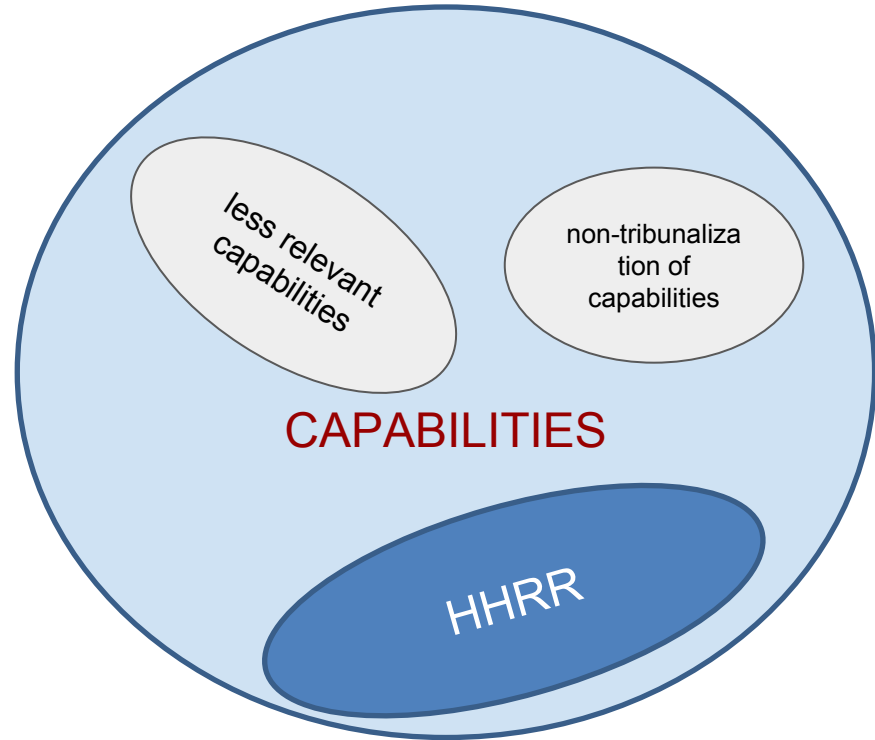 less relevant
capabilities
non-tribunaliza
tion of
capabilities
CAPABILITIES
HHRR